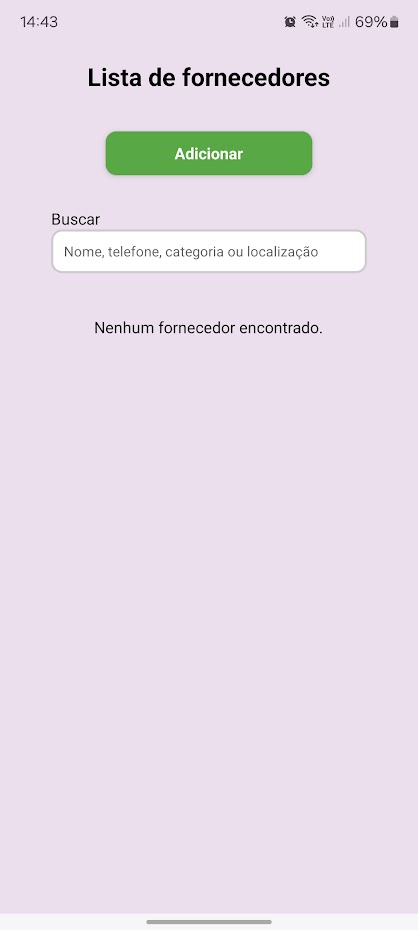 14:43 Vo)) LTE 69%
Lista de fornecedores
Adicionar
Buscar
Nome, telefone, categoria ou localização
Nenhum fornecedor encontrado.